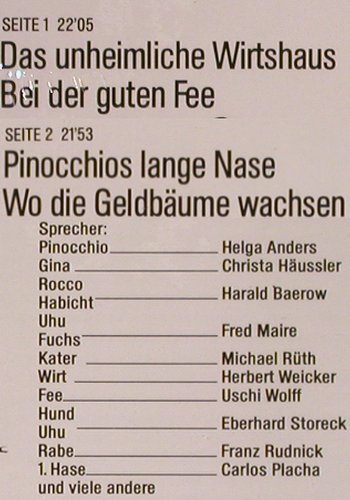 SEITE 1 22'05
Das unheimliche Wirtshaus
Bei der guten Fee
SEITE 2 21'53
Pinocchios lange Nase
Wo die Geldbäume wachsen
Sprecher:
Pinocchio Helga Anders
Gina Christa Häussler
Rocco
Habicht Harald Baerow
Uhu
Fuchs Fred Maire
Kater Michael Rüth
Wirt Herbert Weicker
Fee Uschi Wolff
Hund
Uhu Eberhard Storeck
Rabe Franz Rudnick
1. Hase Carlos Placha
und viele andere